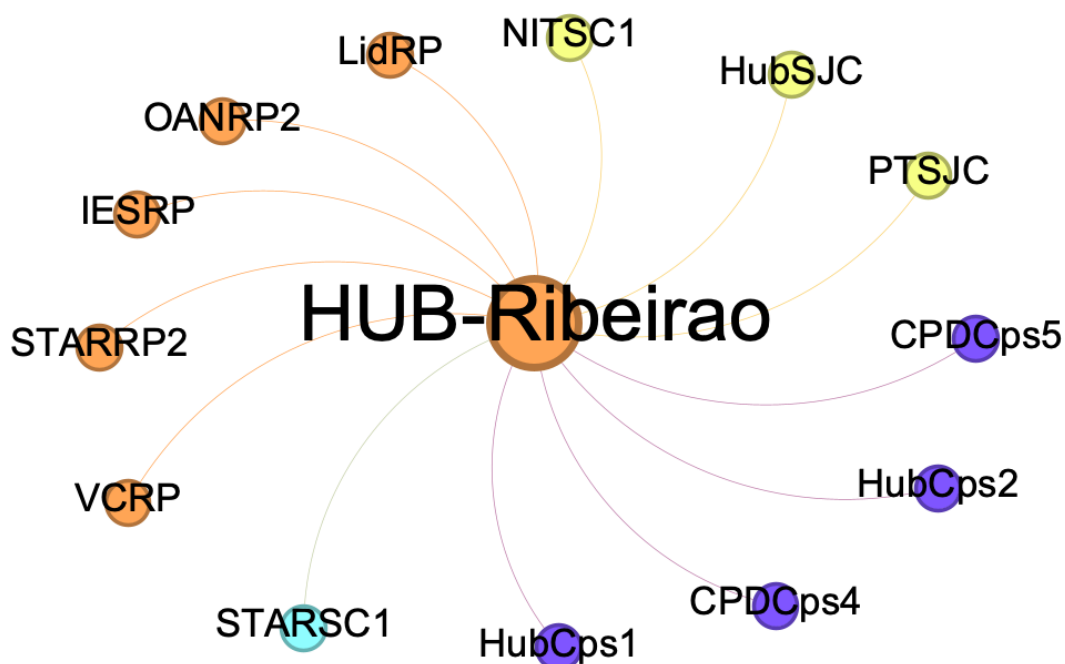 NITSC1
LidRP
HubSJC
OANRP2
PTSJC
IESRP
HUB-Ribeirao
CPDCps5
STARRP2
HubCps2
VCRP
CPDCps4
STARSC1
HubCps1